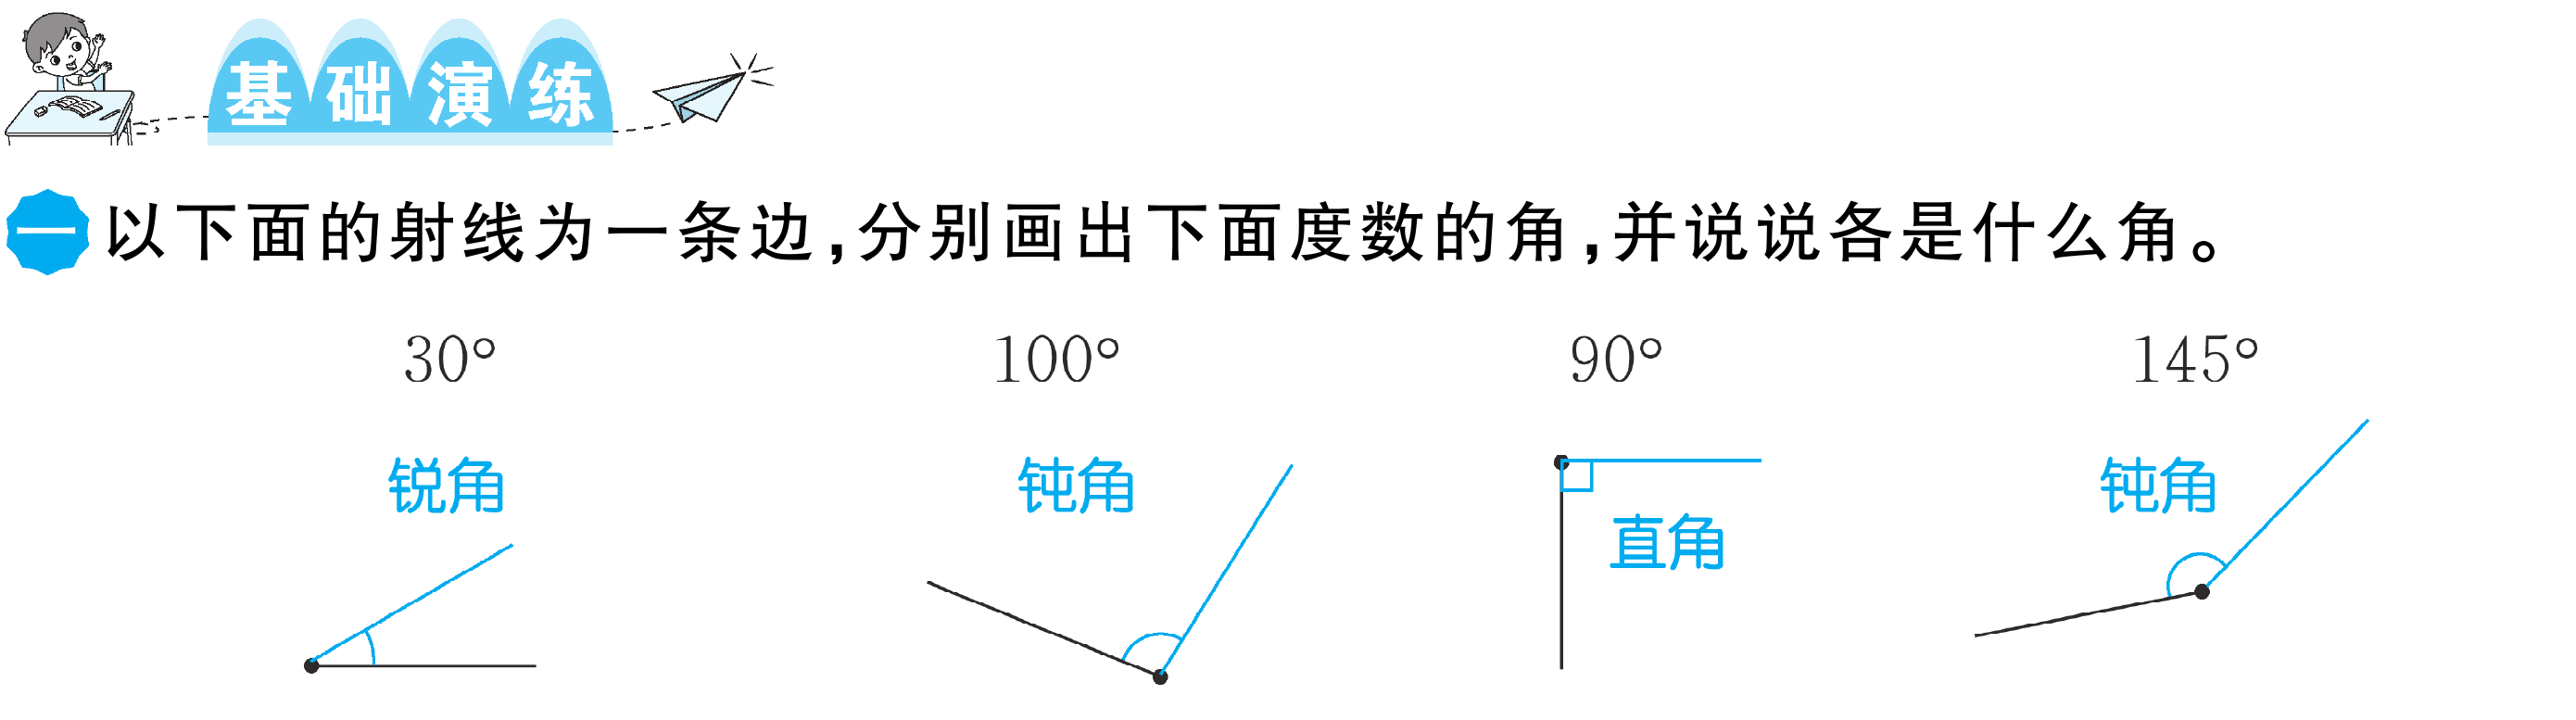 基础演练
一 以下面的射线为一条边,分别画出下面度数的角,并说说各是什么角。
30° 100° 90° 145°
锐角 钝角 直角 钝角